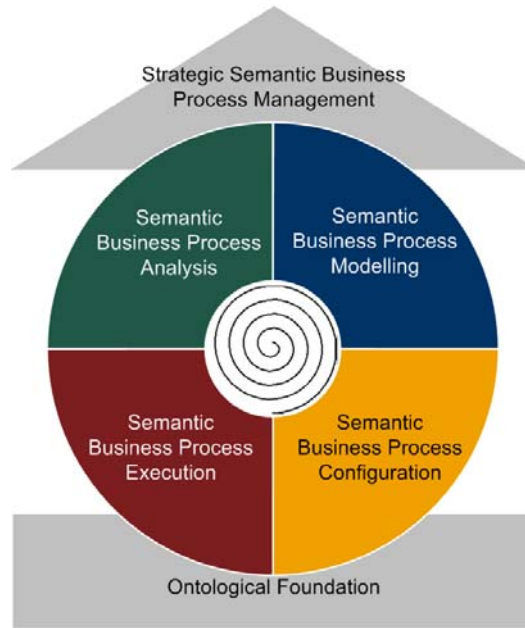 Strategic Semantic Business
Process Management
Semantic
Business Process
Analysis
Semantic
Business Process
Modelling
Semantic
Business Process
Execution
Semantic
Business Process
Configuration
Ontological Foundation